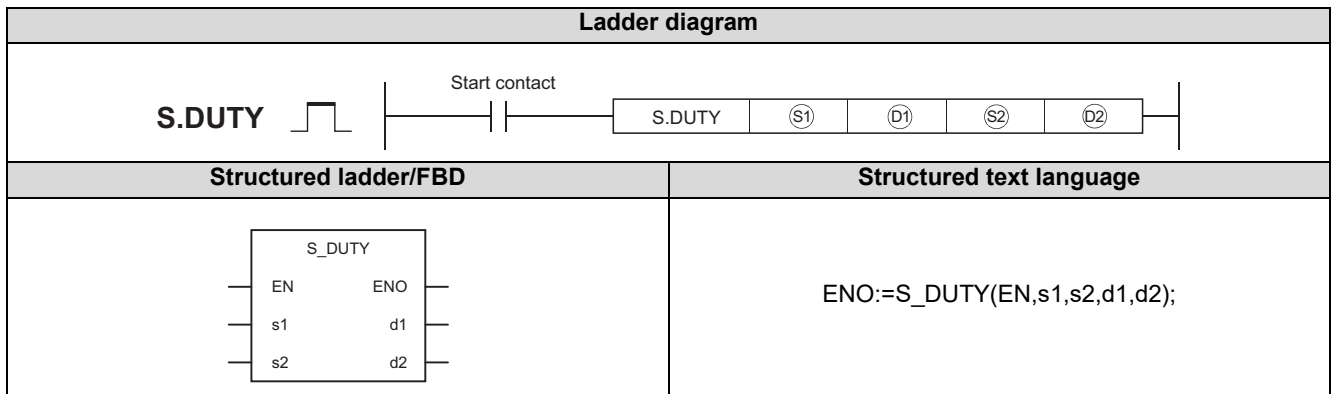 Ladder diagram
Start contact
S.DUTY S.DUTY S1 D1 S2 D2
Structured ladder/FBD Structured text language
S_DUTY
EN ENO
s1 d1
s2 d2
ENO:=S_DUTY(EN,s1,s2,d1,d2);